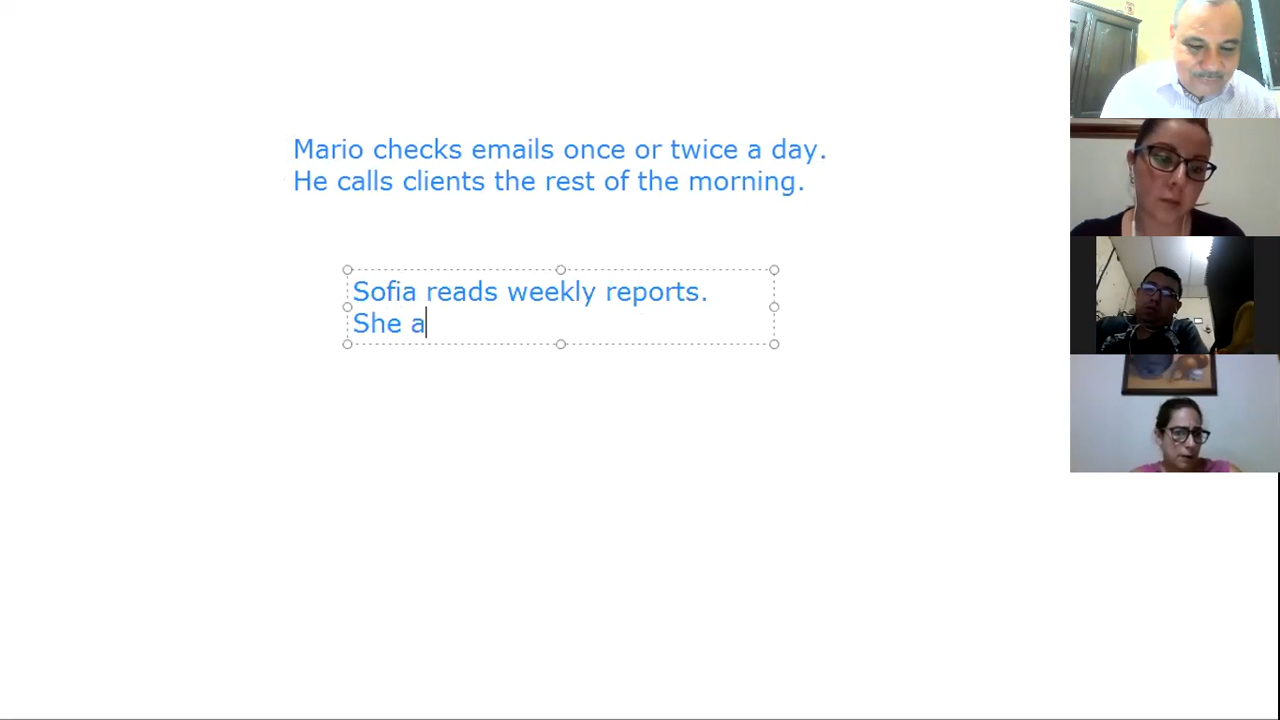 Mario checks emails once or twice a day.
He calls clients the rest of the morning.
Sofia reads weekly reports.
She a